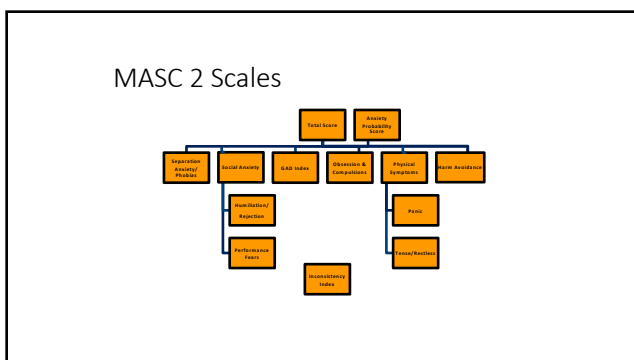 MASC 2 Scales
Total Score
Anxiety
Probability
Score
Separation
Anxiety/
Phobias
Social Anxiety
GAD Index
Obsession &
Compulsions
Physical
Symptoms
Harm Avoidance
Humiliation/
Rejection
Panic
Performance
Fears
Tense/Restless
Inconsistency
Index